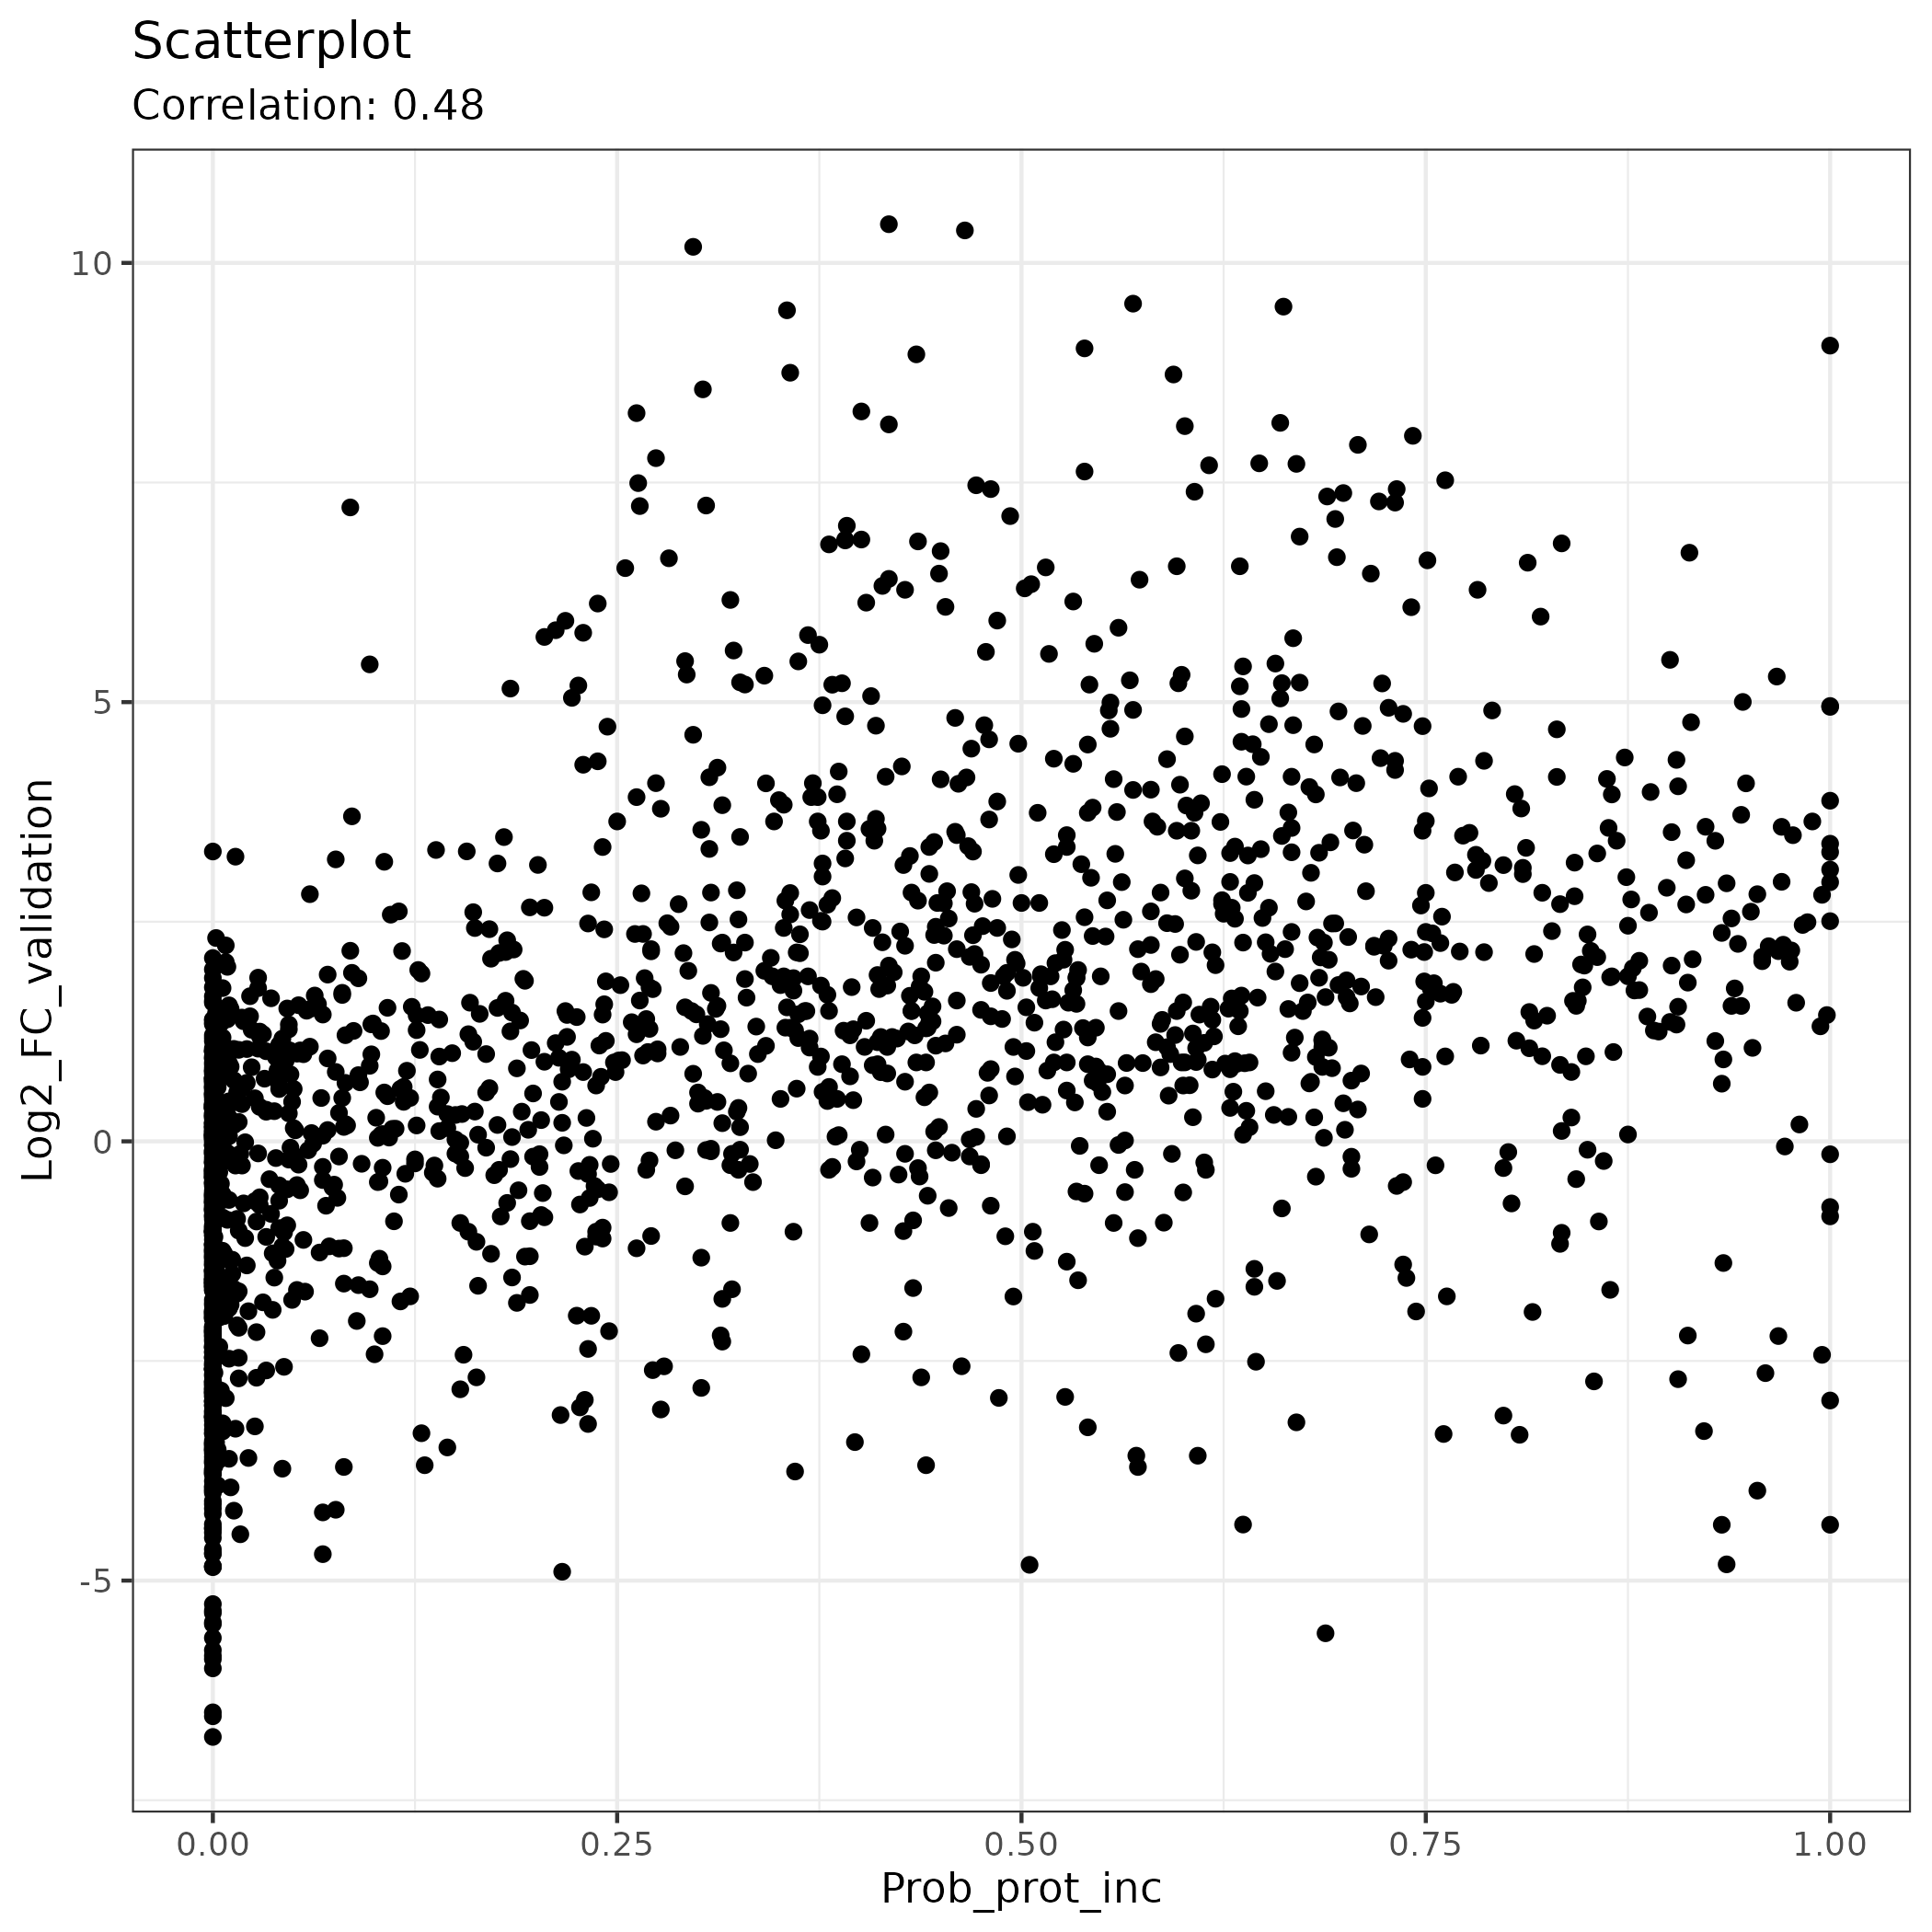 Scatterplot
Correlation: 0.48
10
5
0
-5
Log2_FC_validation
0.00 0.25 0.50 0.75 1.00
Prob_prot_inc